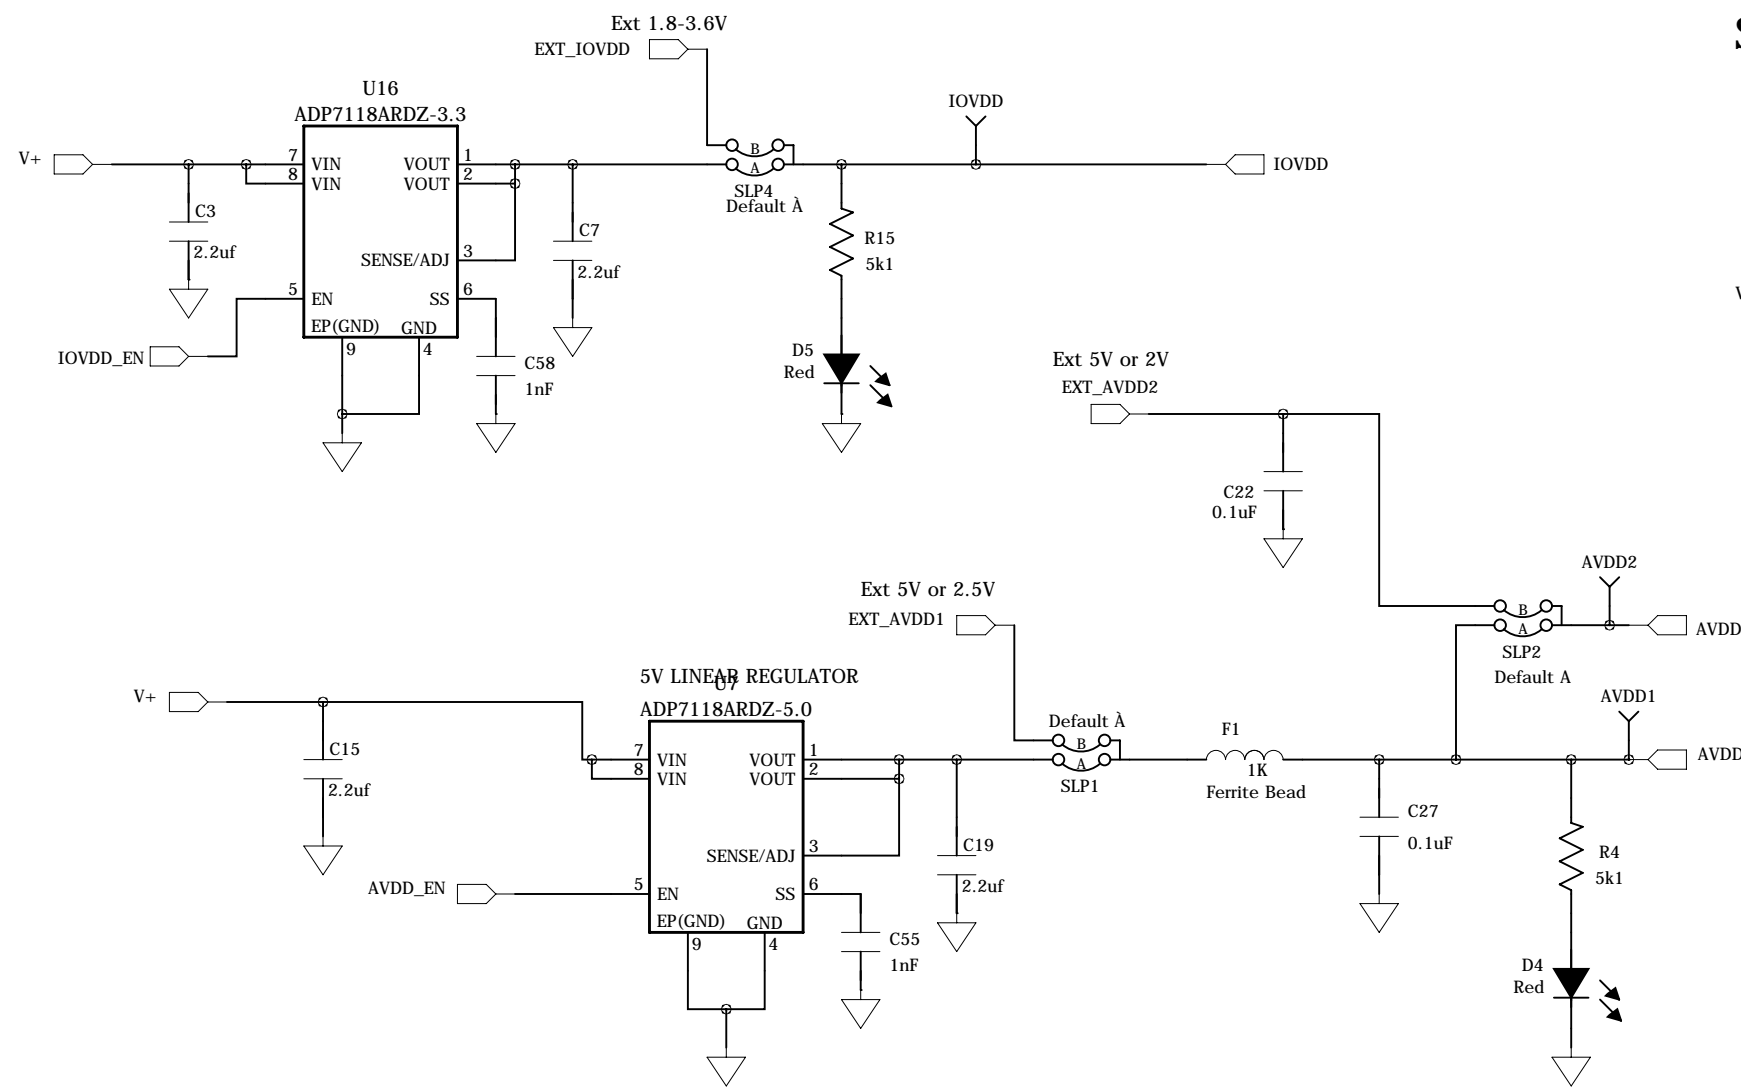 Ext 1.8-3.6V
EXT_IOVDD
U16
ADP7118ARDZ-3.3
IOVDD
V+
7 VIN VOUT 1
8 VIN VOUT 2
B
A
IOVDD
SLP4
Default À
C3
2.2uf
C7
2.2uf
R15
5k1
SENSE/ADJ 3
5 EN SS 6
EP(GND) GND
9 4
IOVDD_EN
C58
1nF
D5
Red
Ext 5V or 2V
EXT_AVDD2
C22
0.1uF
AVDD2
Ext 5V or 2.5V
EXT_AVDD1
B
A
AVDD
SLP2
Default A
5V LINEAR REGULATOR
U7
ADP7118ARDZ-5.0
V+
AVDD1
Default À
F1
B
A
7 VIN VOUT 1
8 VIN VOUT 2
1K
AVDD
SLP1
Ferrite Bead
C15
2.2uf
C27
0.1uF
SENSE/ADJ 3
C19
2.2uf
R4
5k1
AVDD_EN
5 EN SS 6
EP(GND) GND
9 4
C55
1nF
D4
Red